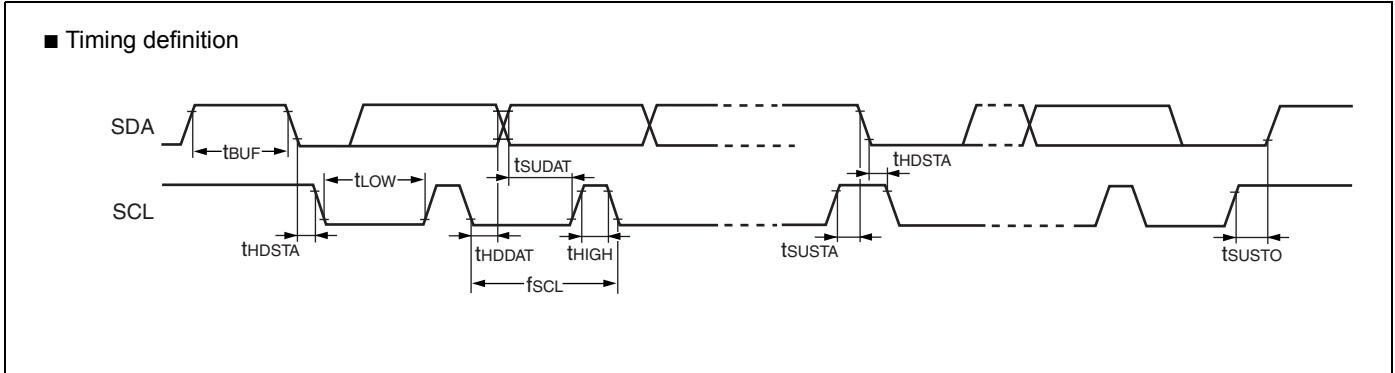 ■ Timing definition
SDA
tBUF
tSUDAT
tHDSTA
tLOW
SCL
tHDSTA
tHDDAT
tHIGH
tSUSTA
tSUSTO
fSCL